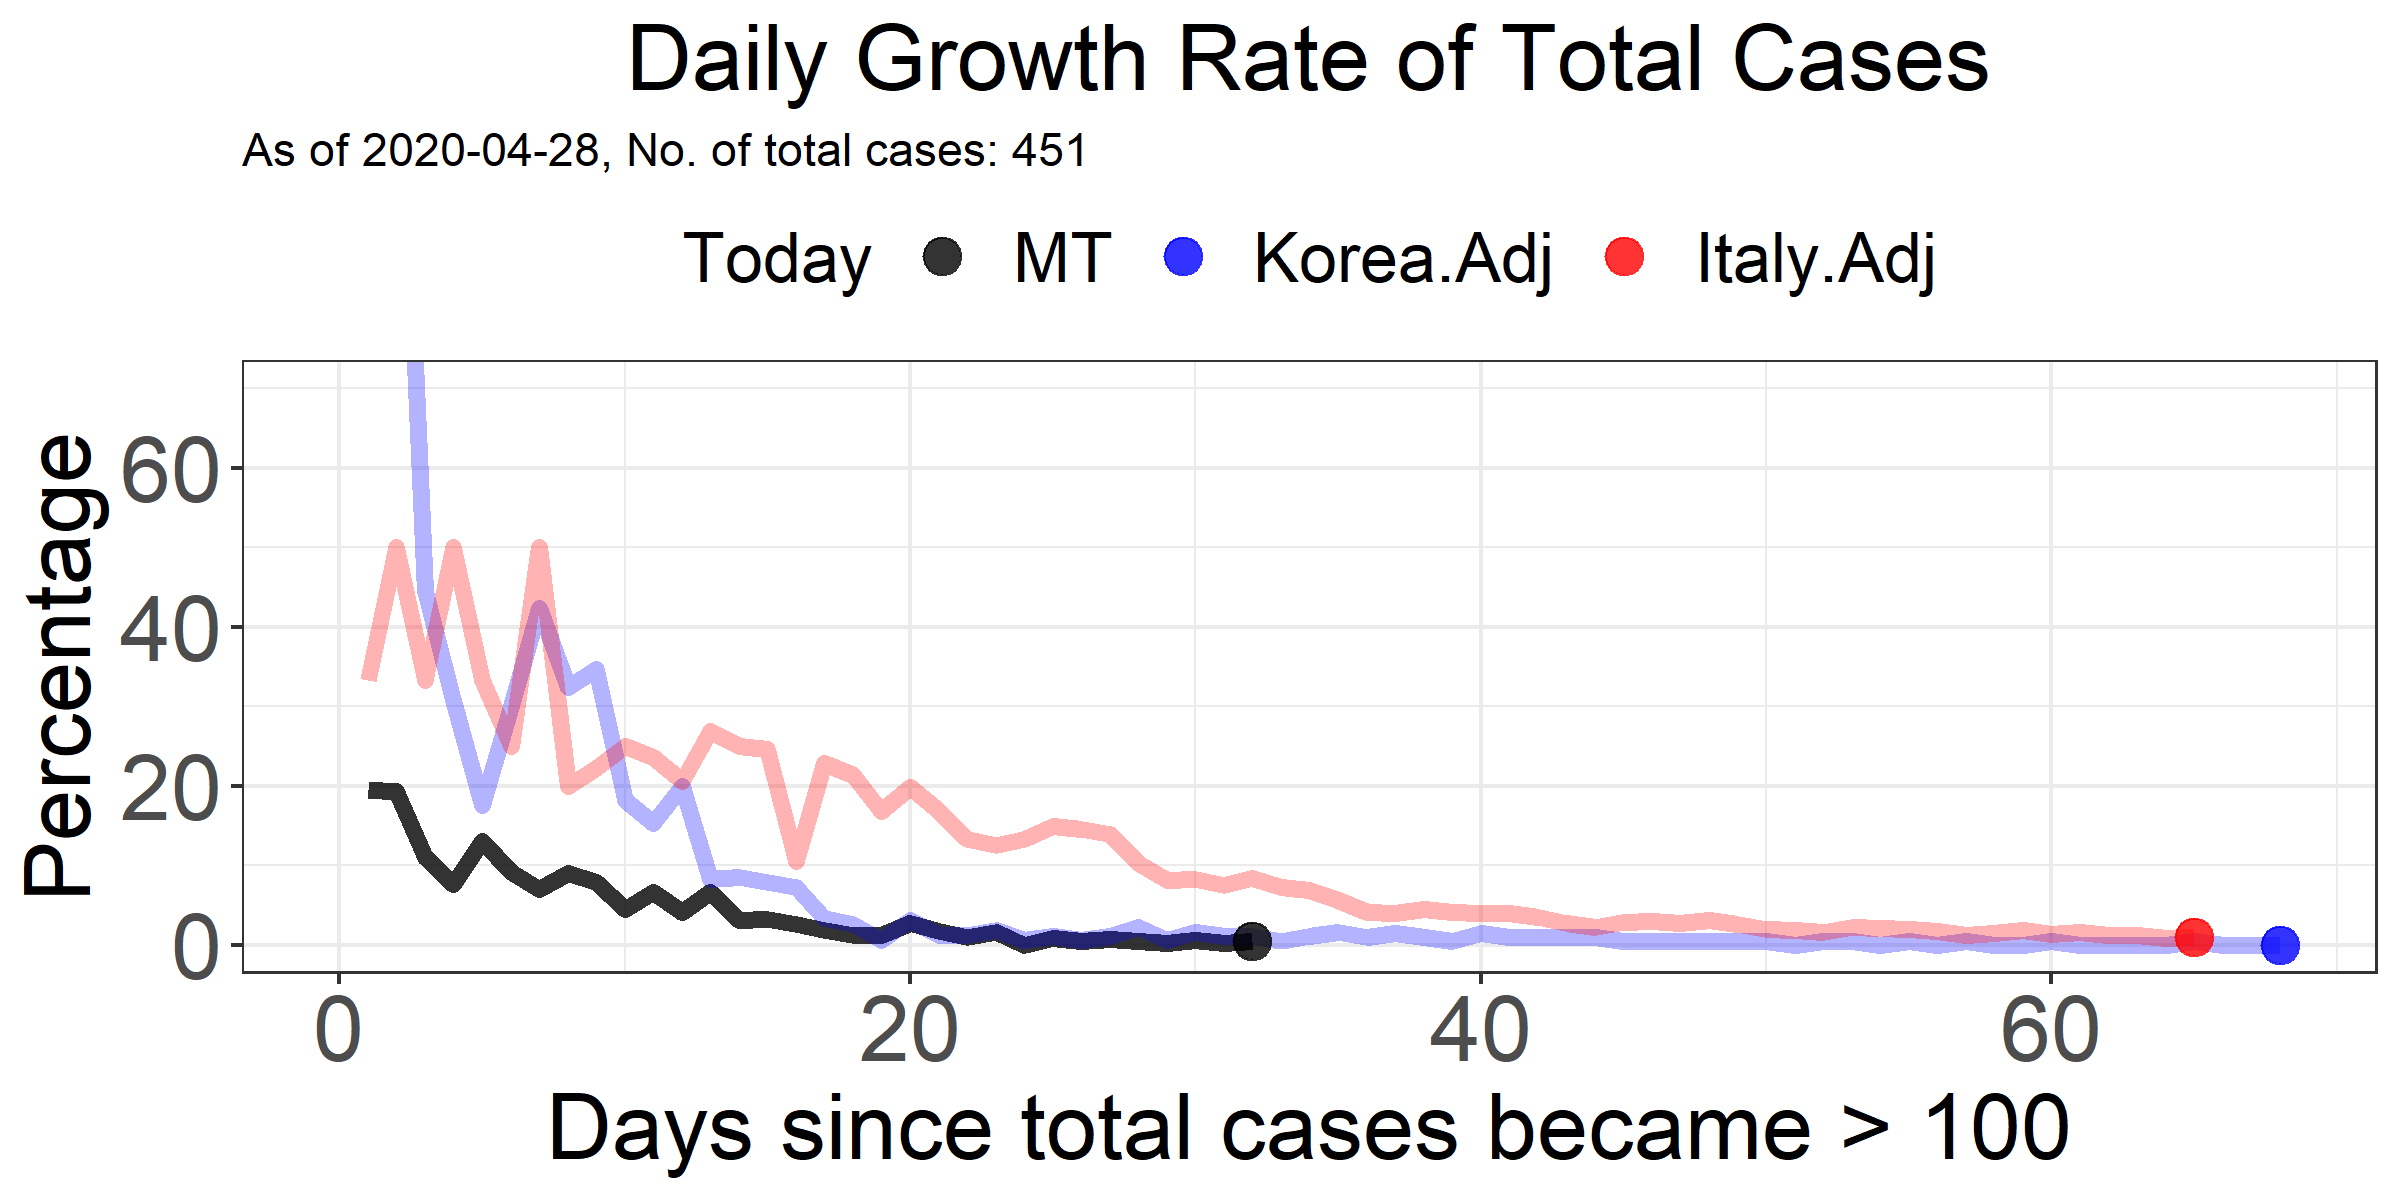 Daily Growth Rate of Total Cases
As of 2020-04-28, No. of total cases: 451
Today MT Korea.Adj Italy.Adj
Percentage
60
40
20
0
0 20 40 60
Days since total cases became > 100